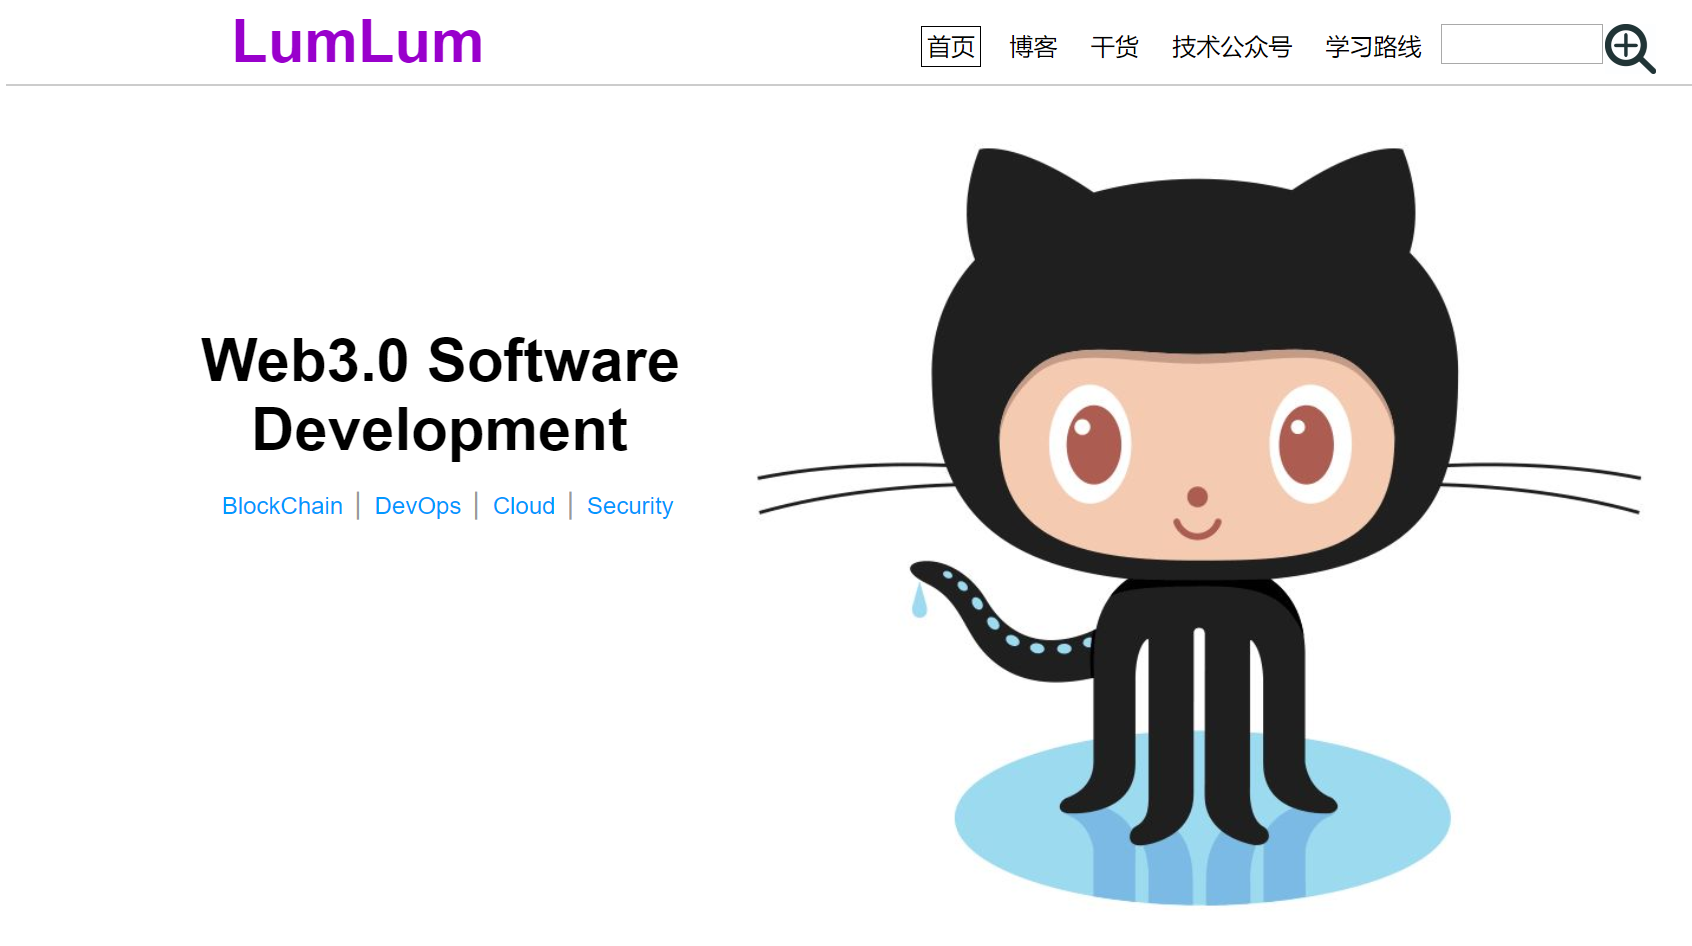 LumLum
首页 博客 干货 技术公众号 学习路线
Web3.0 Software
Development
BlockChain | DevOps | Cloud | Security